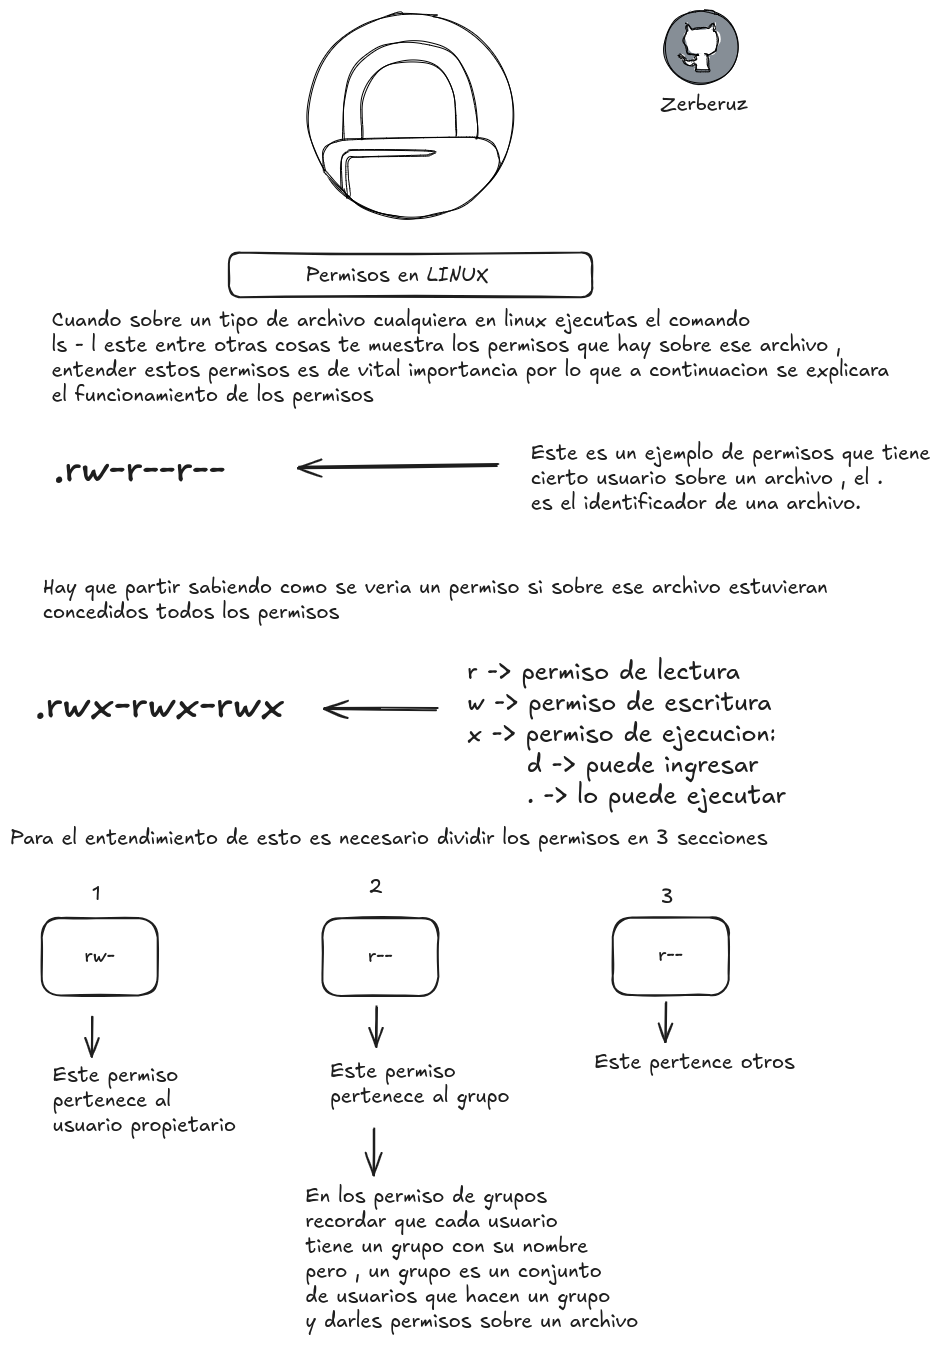 Zerberuz
Permisos en LINUX
Cuando sobre un tipo de archivo cualquiera en linux ejecutas el comando
ls - l este entre otras cosas te muestra los permisos que hay sobre ese archivo ,
entender estos permisos es de vital importancia por lo que a continuacion se explicara
el funcionamiento de los permisos
.rw-r--r--
Este es un ejemplo de permisos que tiene
cierto usuario sobre un archivo , el .
es el identificador de una archivo.
Hay que partir sabiendo como se veria un permiso si sobre ese archivo estuvieran
concedidos todos los permisos
.rwx-rwx-rwx
r -> permiso de lectura
w -> permiso de escritura
x -> permiso de ejecucion:
d -> puede ingresar
. -> lo puede ejecutar
Para el entendimiento de esto es necesario dividir los permisos en 3 secciones
1
rw-
Este permiso
pertenece al
usuario propietario
2
r--
Este permiso
pertenece al grupo
En los permiso de grupos
recordar que cada usuario
tiene un grupo con su nombre
pero , un grupo es un conjunto
de usuarios que hacen un grupo
y darles permisos sobre un archivo
3
r--
Este pertence otros